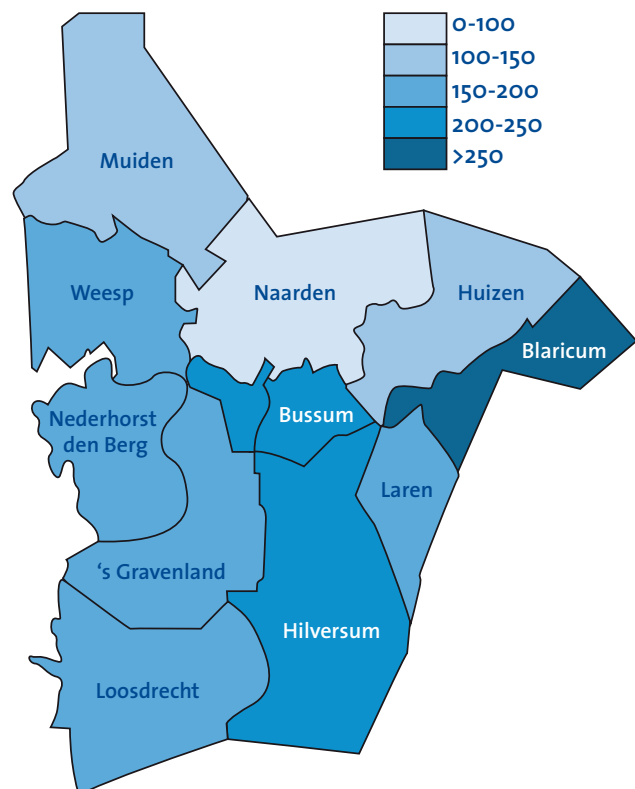 0-100
100-150
150-200
200-250
>250
Muiden
Weesp
Naarden
Huizen
Blaricum
Nederhorst
den Berg
Bussum
Laren
's Gravenland
Hilversum
Loosdrecht